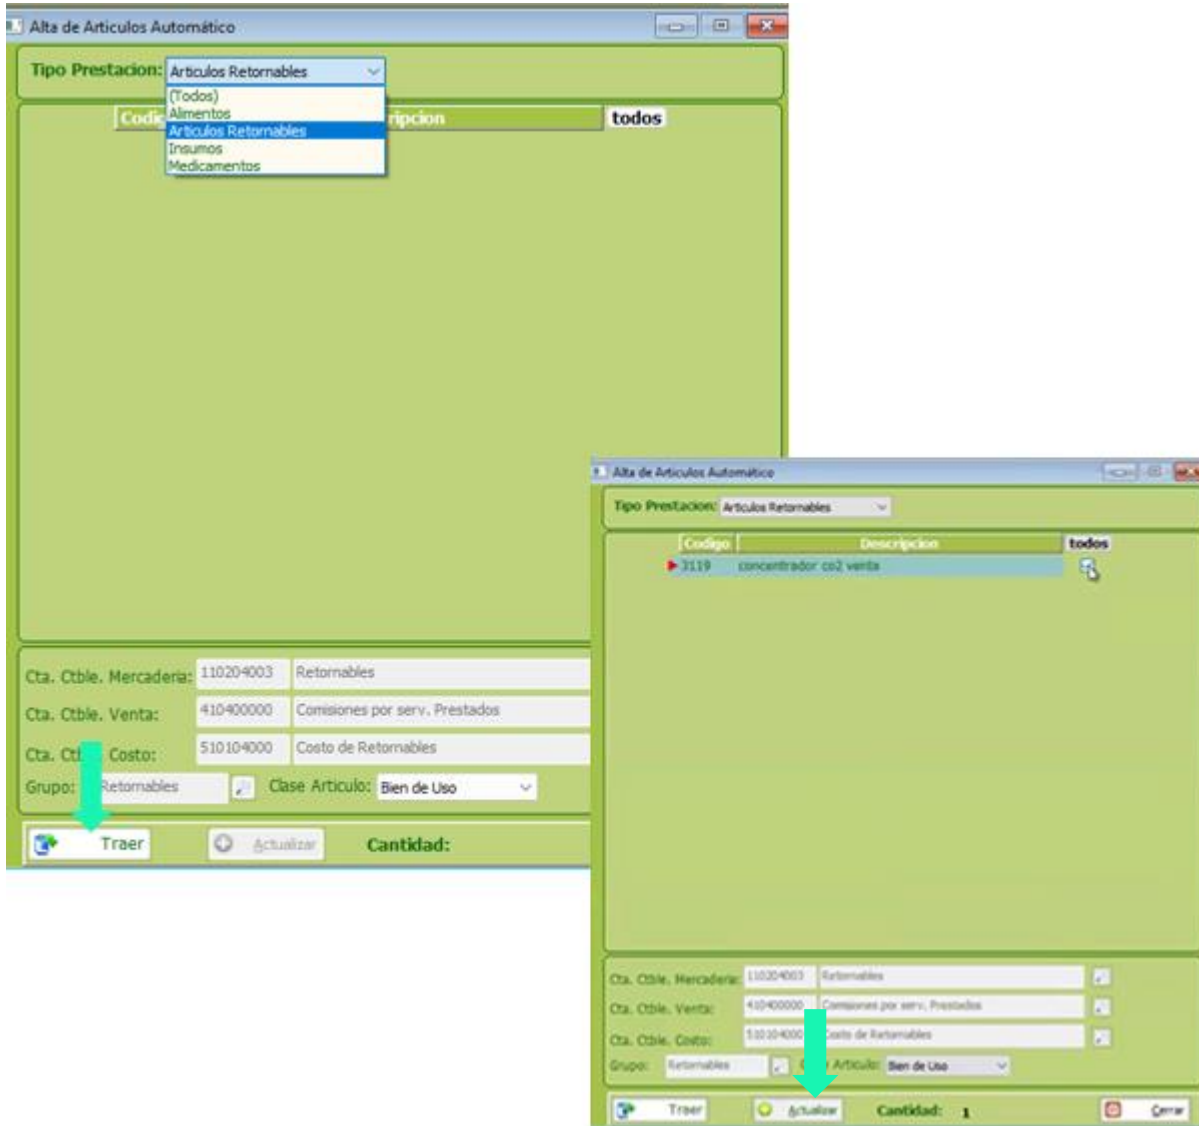 Alta de Articulos Automático
Tipo Prestacion: Articulos Retornables
(Todos)
Alimentos
Articulos Retornables
Insumos
Medicamentos
todos
Cta. Ctble. Mercaderia: 110204003 Retornables
Cta. Ctble. Venta: 410400000 Comisiones por serv. Prestados
Costo: 510104000 Costo de Retornables
Grupo: Retornables Clase Articulo: Bien de Uso
Traer Actualizar Cantidad:
Alta de Articulos Automático
Tipo Prestacion: Articulos Retornables
Codigo Descripcion todos
3119 concentrador co2 venta
Cta. Ctble. Mercaderia: 110204003 Retornables
Cta. Ctble. Venta: 410400000 Comisiones por serv. Prestados
Cta. Ctble. Costo: 510104000 Costo de Retornables
Grupo: Retornables Articulo: Bien de Uso
Traer Actualizar Cantidad: 1 Cerrar